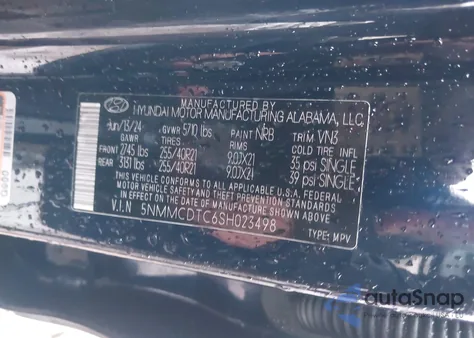 MANUFACTURED BY
HYUNDAI MOTOR MANUFACTURING ALABAMA, LLC.
Jun/13/24 GVWR 5710 lbs PAINT NRB TRIM VN3
GAWR TIRES RIMS
FRONT 2745 lbs 255/40R21 9.0JX21 35 psi SINGLE
REAR 3131 lbs 255/40R21 9.0JX21 39 psi SINGLE
THIS VEHICLE CONFORMS TO ALL APPLICABLE U.S.A. FEDERAL
MOTOR VEHICLE SAFETY AND THEFT PREVENTION STANDARDS
IN EFFECT ON THE DATE OF MANUFACTURE SHOWN ABOVE.
V.I.N 5NMMCDTC6SH023498
TYPE: MPV
autoSnap